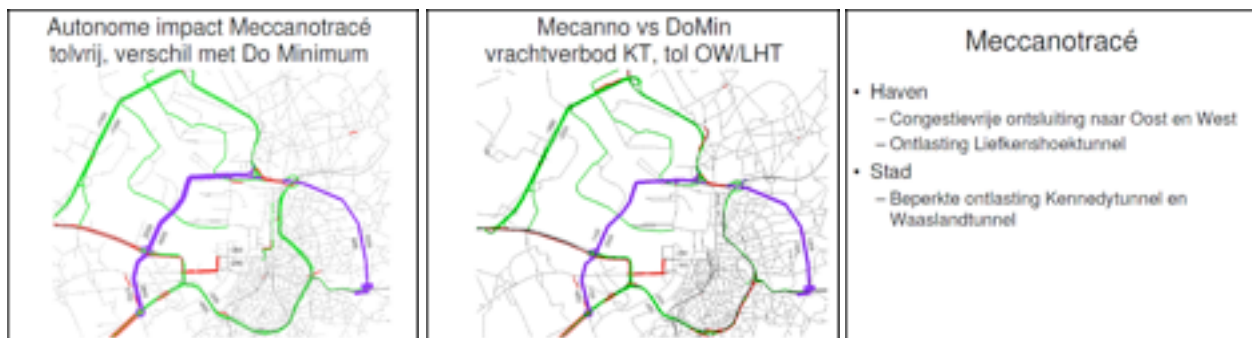 Autonome impact Meccanotracé
tolvrij, verschil met Do Minimum
Mecanno vs DoMin
vrachtverbod KT, tol OW/LHT
Meccanotracé
• Haven
– Congestievrije ontsluiting naar Oost en West
– Ontlasting Liefkenshoektunnel
• Stad
– Beperkte ontlasting Kennedytunnel en
Waaslandtunnel